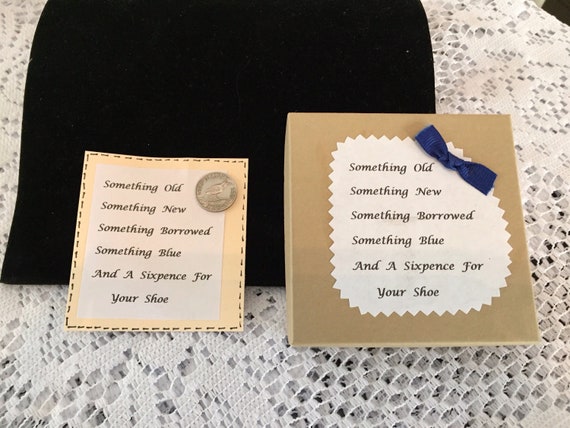 Something Old
Something New
Something Borrowed
Something Blue
And A Sixpence For
Your Shoe
Something Old
Something New
Something Borrowed
Something Blue
And A Sixpence For
Your Shoe